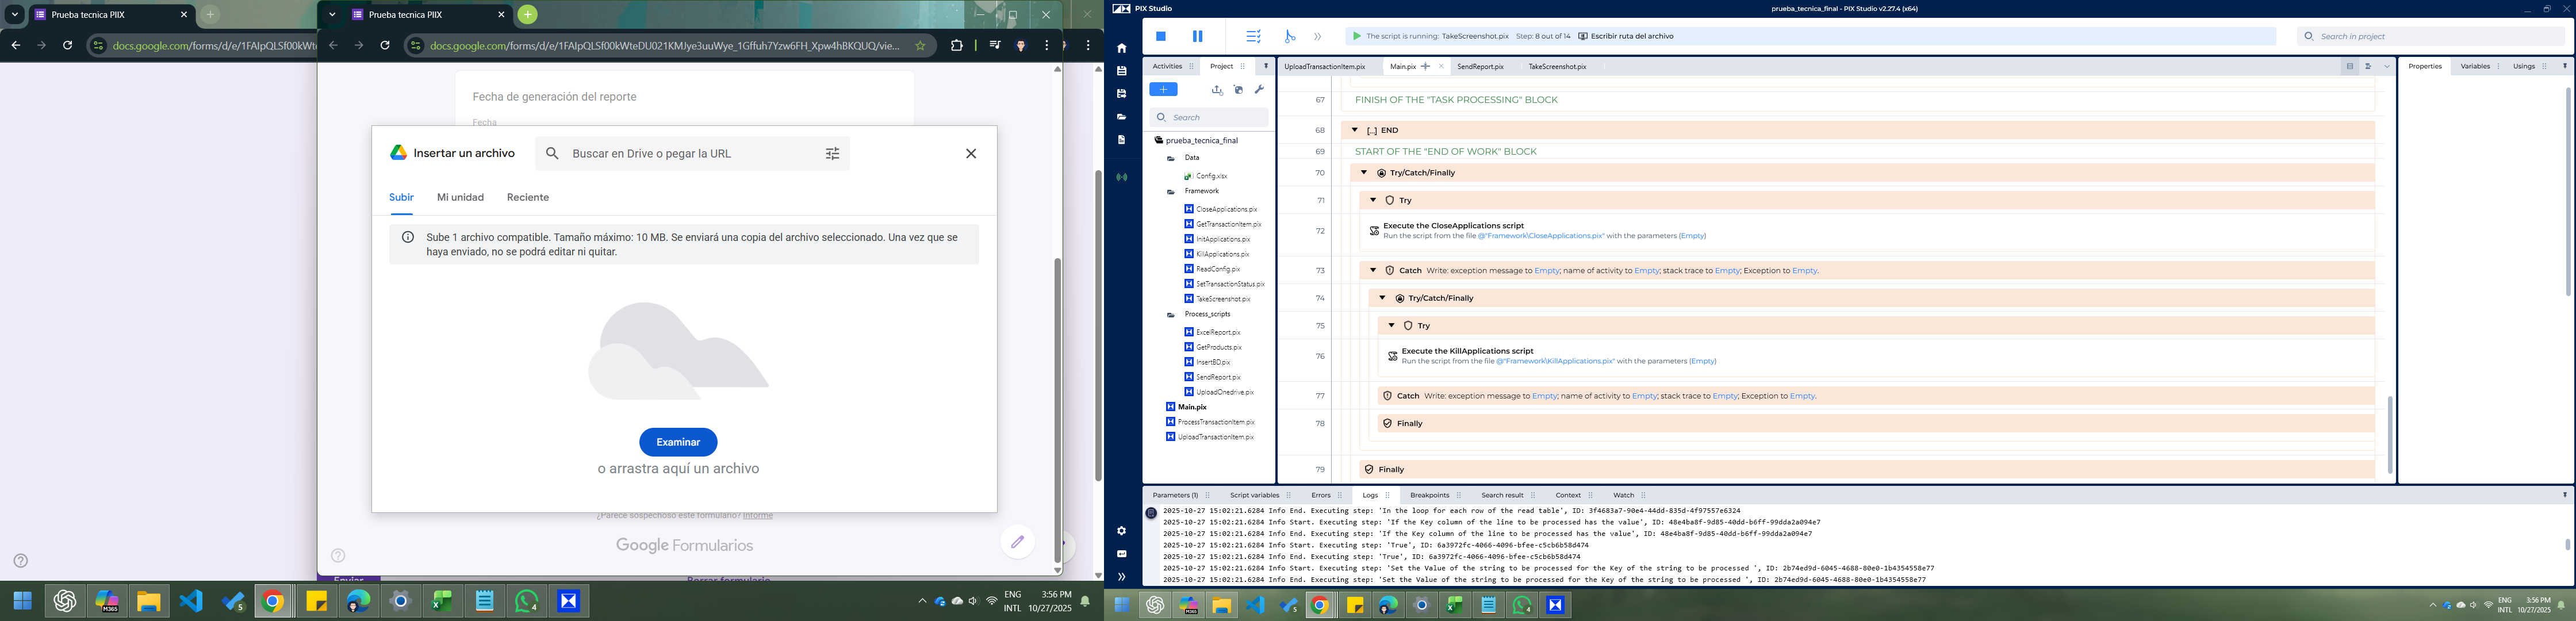 Prueba tecnica PIIX
docs.google.com/forms/d/e/1FAIpQLSf00kWt
Prueba tecnica PIIX
docs.google.com/forms/d/e/1FAIpQLSf00kWteDU021KMJye3uuWye_1Gffuh7Yzw6FH_Xpw4hBKQUQ/vie...
Fecha de generación del reporte
Fecha
Insertar un archivo
Buscar en Drive o pegar la URL
Subir
Mi unidad
Reciente
Sube 1 archivo compatible. Tamaño máximo: 10 MB. Se enviará una copia del archivo seleccionado. Una vez que se
haya enviado, no se podrá editar ni quitar.
Examinar
o arrastra aquí un archivo
¿Parece sospechoso este formulario? Informe
Google Formularios
Enviar
Borrar formulario
M365
5
4
ENG
INTL
3:56 PM
10/27/2025
PIX Studio
prueba_tecnica_final - PIX Studio v2.27.4 (x64)
The script is running: TakeScreenshot.pix Step: 8 out of 14 Escribir ruta del archivo
Search in project
Activities
Project
UploadTransactionItem.pix
Main.pix
SendReport.pix
TakeScreenshot.pix
Properties
Variables
Usings
Search
prueba_tecnica_final
Data
Config.xlsx
Framework
CloseApplications.pix
GetTransactionItem.pix
InitApplications.pix
KillApplications.pix
ReadConfig.pix
SetTransactionStatus.pix
TakeScreenshot.pix
Process_scripts
ExcelReport.pix
GetProducts.pix
InsertBD.pix
SendReport.pix
UploadOnedrive.pix
Main.pix
ProcessTransactionItem.pix
UploadTransactionItem.pix
67 FINISH OF THE "TASK PROCESSING" BLOCK
68 [...] END
69 START OF THE "END OF WORK" BLOCK
70 Try/Catch/Finally
71 Try
72 Execute the CloseApplications script
Run the script from the file @"Framework\CloseApplications.pix" with the parameters (Empty)
73 Catch Write: exception message to Empty; name of activity to Empty; stack trace to Empty; Exception to Empty.
74 Try/Catch/Finally
75 Try
76 Execute the KillApplications script
Run the script from the file @"Framework\KillApplications.pix" with the parameters (Empty)
77 Catch Write: exception message to Empty; name of activity to Empty; stack trace to Empty; Exception to Empty.
78 Finally
79 Finally
Parameters (1)
Script variables
Errors
Logs
Breakpoints
Search result
Context
Watch
2025-10-27 15:02:21.6284 Info End. Executing step: 'In the loop for each row of the read table', ID: 3f4683a7-90e4-44dd-835d-4f97557e6324
2025-10-27 15:02:21.6284 Info Start. Executing step: 'If the Key column of the line to be processed has the value', ID: 48e4ba8f-9d85-40dd-b6ff-99dda2a094e7
2025-10-27 15:02:21.6284 Info End. Executing step: 'If the Key column of the line to be processed has the value', ID: 48e4ba8f-9d85-40dd-b6ff-99dda2a094e7
2025-10-27 15:02:21.6284 Info Start. Executing step: 'True', ID: 6a3972fc-4066-4096-bfee-c5cb6b58d474
2025-10-27 15:02:21.6284 Info End. Executing step: 'True', ID: 6a3972fc-4066-4096-bfee-c5cb6b58d474
2025-10-27 15:02:21.6284 Info Start. Executing step: 'Set the Value of the string to be processed for the Key of the string to be processed ', ID: 2b74ed9d-6045-4688-80e0-1b4354558e77
2025-10-27 15:02:21.6284 Info End. Executing step: 'Set the Value of the string to be processed for the Key of the string to be processed ', ID: 2b74ed9d-6045-4688-80e0-1b4354558e77
M365
5
4
ENG
INTL
3:56 PM
10/27/2025